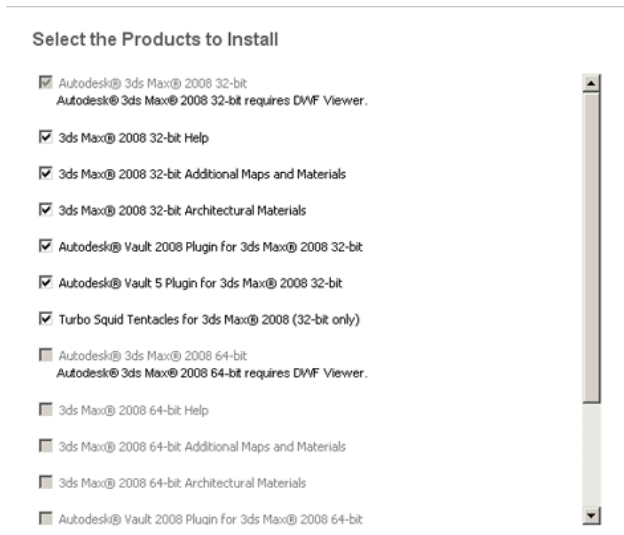 Select the Products to Install
Autodesk® 3ds Max® 2008 32-bit
Autodesk® 3ds Max® 2008 32-bit requires DWF Viewer.
3ds Max® 2008 32-bit Help
3ds Max® 2008 32-bit Additional Maps and Materials
3ds Max® 2008 32-bit Architectural Materials
Autodesk® Vault 2008 Plugin for 3ds Max® 2008 32-bit
Autodesk® Vault 5 Plugin for 3ds Max® 2008 32-bit
Turbo Squid Tentacles for 3ds Max® 2008 (32-bit only)
Autodesk® 3ds Max® 2008 64-bit
Autodesk® 3ds Max® 2008 64-bit requires DWF Viewer.
3ds Max® 2008 64-bit Help
3ds Max® 2008 64-bit Additional Maps and Materials
3ds Max® 2008 64-bit Architectural Materials
Autodesk® Vault 2008 Plugin for 3ds Max® 2008 64-bit